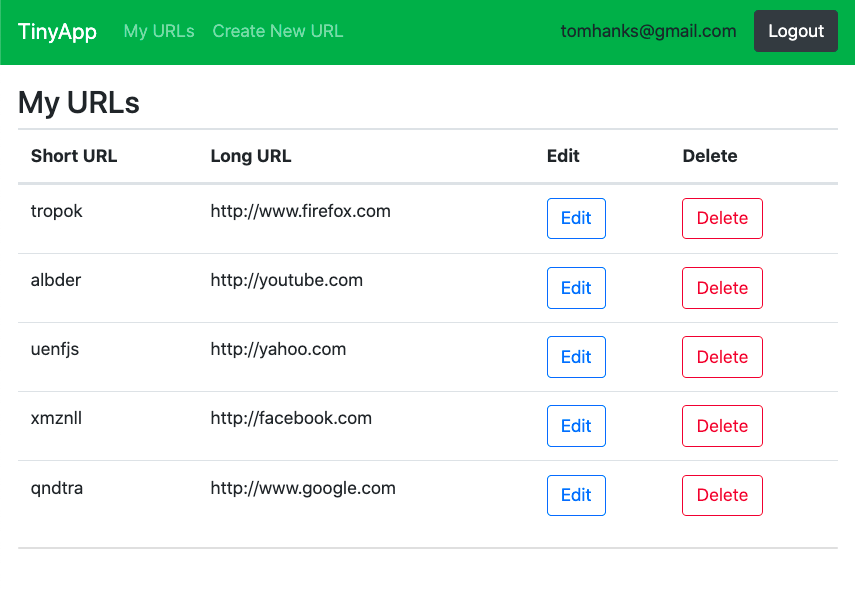 TinyApp My URLs Create New URL tomhanks@gmail.com Logout
My URLs
Short URL Long URL Edit Delete
tropok http://www.firefox.com Edit Delete
albder http://youtube.com Edit Delete
uenfjs http://yahoo.com Edit Delete
xmznll http://facebook.com Edit Delete
qndtra http://www.google.com Edit Delete